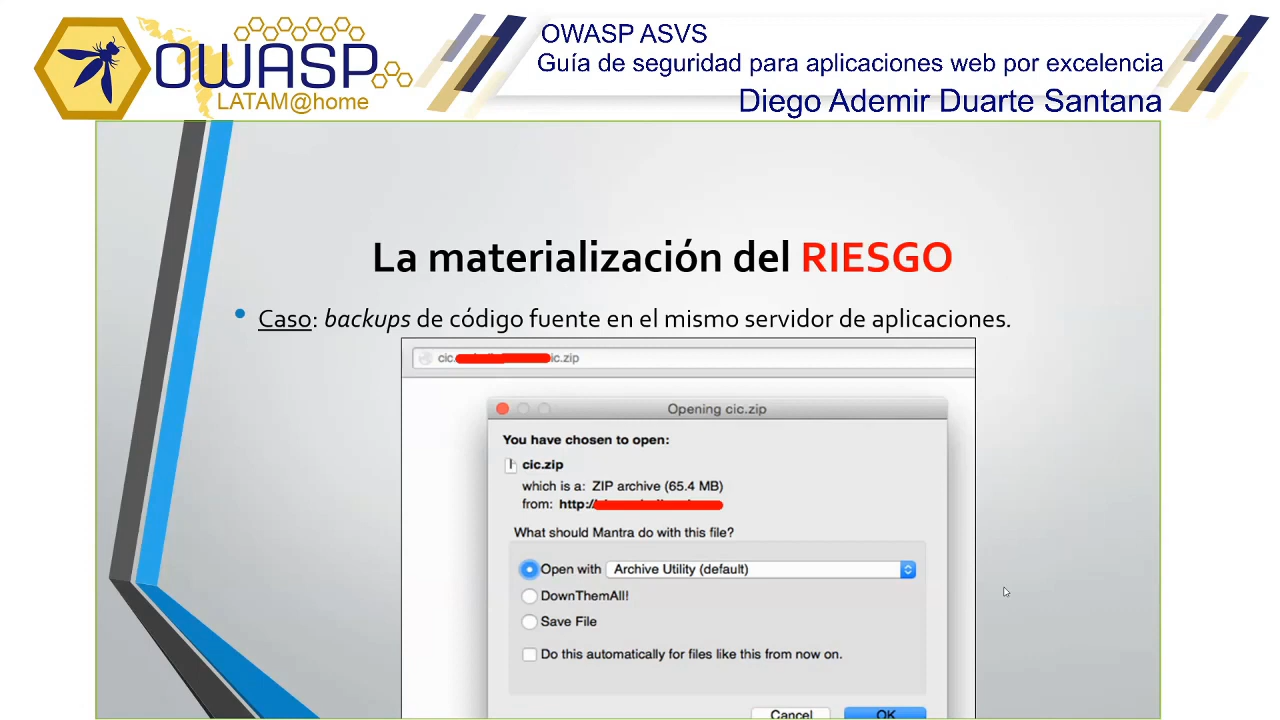 OWASP
LATAM@home
OWASP ASVS
Guía de seguridad para aplicaciones web por excelencia
Diego Ademir Duarte Santana
La materialización del RIESGO
Caso: backups de código fuente en el mismo servidor de aplicaciones.
cic. ic.zip
Opening cic.zip
You have chosen to open:
cic.zip
which is a: ZIP archive (65.4 MB)
from: http:/
What should Mantra do with this file?
Open with Archive Utility (default)
DownThemAll!
Save File
Do this automatically for files like this from now on.
Cancel OK